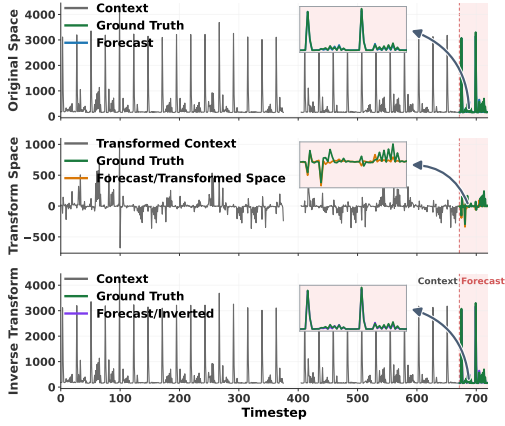 Original Space
4000
3000
2000
1000
0
Context
Ground Truth
Forecast
Transform Space
1000
500
0
−500
Transformed Context
Ground Truth
Forecast/Transformed Space
Inverse Transform
4000
3000
2000
1000
0
Context
Ground Truth
Forecast/Inverted
Context Forecast
0 100 200 300 400 500 600 700
Timestep